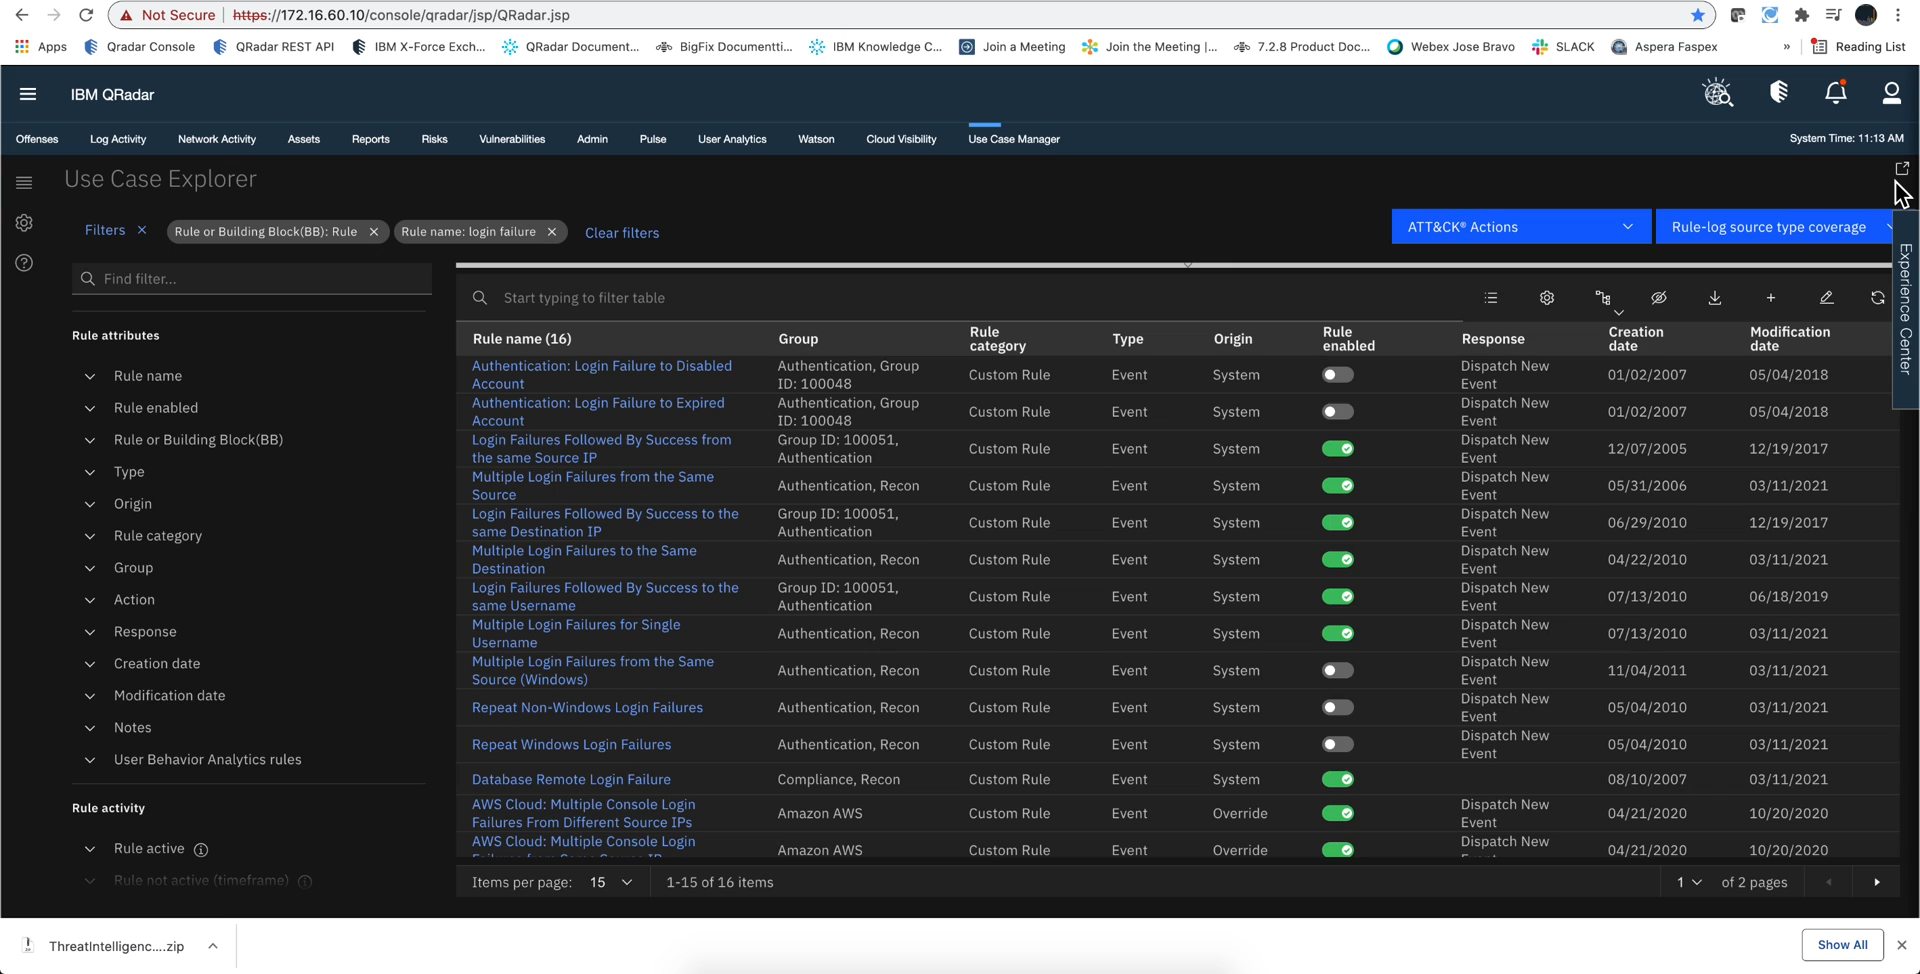 Not Secure | https://172.16.60.10/console/qradar/jsp/QRadar.jsp
Apps Qradar Console QRadar REST API IBM X-Force Exch... QRadar Document... BigFix Documentti... IBM Knowledge C... Join a Meeting Join the Meeting |... 7.2.8 Product Doc... Webex Jose Bravo SLACK Aspera Faspex » Reading List
IBM QRadar
Offenses Log Activity Network Activity Assets Reports Risks Vulnerabilities Admin Pulse User Analytics Watson Cloud Visibility Use Case Manager System Time: 11:13 AM
Use Case Explorer
Filters × Rule or Building Block(BB): Rule × Rule name: login failure × Clear filters ATT&CK® Actions Rule-log source type coverage
Experience Center
Find filter...
Rule attributes
Rule name
Rule enabled
Rule or Building Block(BB)
Type
Origin
Rule category
Group
Action
Response
Creation date
Modification date
Notes
User Behavior Analytics rules
Rule activity
Rule active
Rule not active (timeframe)
Start typing to filter table
Rule name (16) Group Rule category Type Origin Rule enabled Response Creation date Modification date
Authentication: Login Failure to Disabled Account Authentication, Group ID: 100048 Custom Rule Event System Dispatch New Event 01/02/2007 05/04/2018
Authentication: Login Failure to Expired Account Authentication, Group ID: 100048 Custom Rule Event System Dispatch New Event 01/02/2007 05/04/2018
Login Failures Followed By Success from the same Source IP Group ID: 100051, Authentication Custom Rule Event System Dispatch New Event 12/07/2005 12/19/2017
Multiple Login Failures from the Same Source Authentication, Recon Custom Rule Event System Dispatch New Event 05/31/2006 03/11/2021
Login Failures Followed By Success to the same Destination IP Group ID: 100051, Authentication Custom Rule Event System Dispatch New Event 06/29/2010 12/19/2017
Multiple Login Failures to the Same Destination Authentication, Recon Custom Rule Event System Dispatch New Event 04/22/2010 03/11/2021
Login Failures Followed By Success to the same Username Group ID: 100051, Authentication Custom Rule Event System Dispatch New Event 07/13/2010 06/18/2019
Multiple Login Failures for Single Username Authentication, Recon Custom Rule Event System Dispatch New Event 07/13/2010 03/11/2021
Multiple Login Failures from the Same Source (Windows) Authentication, Recon Custom Rule Event System Dispatch New Event 11/04/2011 03/11/2021
Repeat Non-Windows Login Failures Authentication, Recon Custom Rule Event System Dispatch New Event 05/04/2010 03/11/2021
Repeat Windows Login Failures Authentication, Recon Custom Rule Event System Dispatch New Event 05/04/2010 03/11/2021
Database Remote Login Failure Compliance, Recon Custom Rule Event System 08/10/2007 03/11/2021
AWS Cloud: Multiple Console Login Failures From Different Source IPs Amazon AWS Custom Rule Event Override Dispatch New Event 04/21/2020 10/20/2020
AWS Cloud: Multiple Console Login Amazon AWS Custom Rule Event Override Dispatch New 04/21/2020 10/20/2020
Items per page: 15 1-15 of 16 items 1 of 2 pages
ThreatIntelligenc....zip Show All